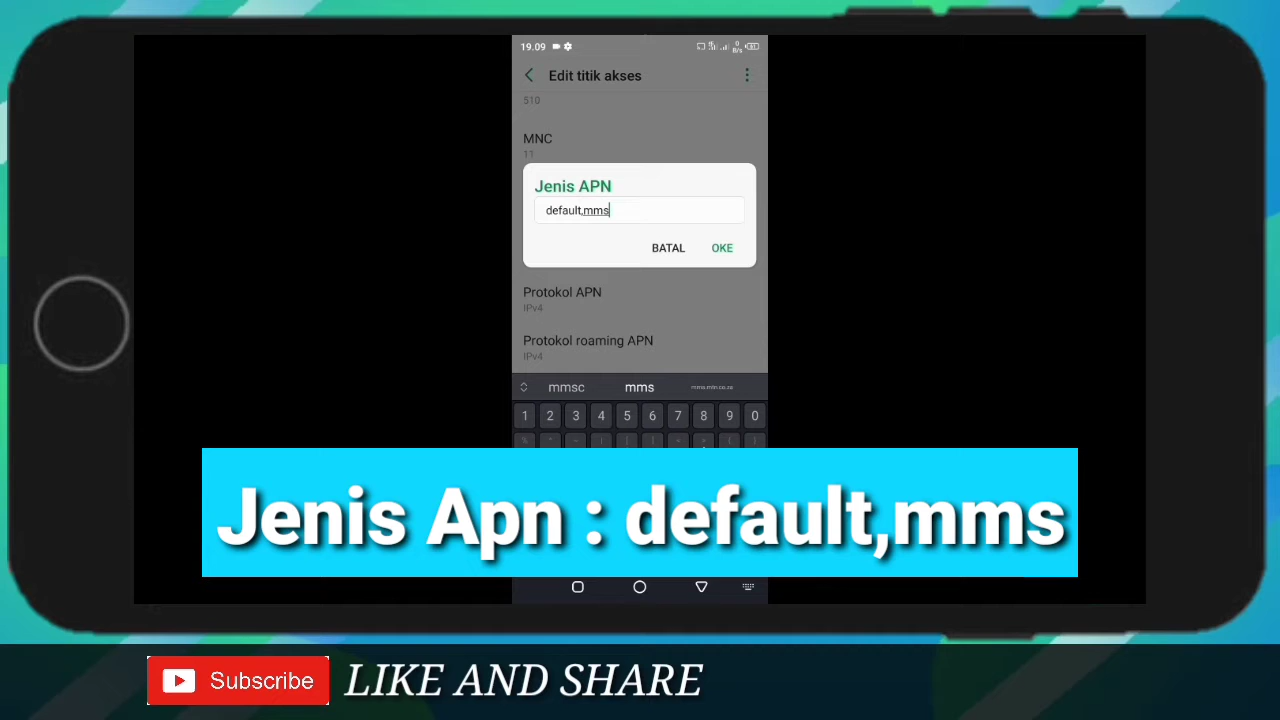 19.09
0
B/s
Edit titik akses
510
MNC
11
Jenis APN
default,mms
BATAL
OKE
Protokol APN
IPv4
Protokol roaming APN
IPv4
mmsc
mms
mms.mtn.co.za
1 2 3 4 5 6 7 8 9 0
Jenis Apn : default,mms
Subscribe
LIKE AND SHARE